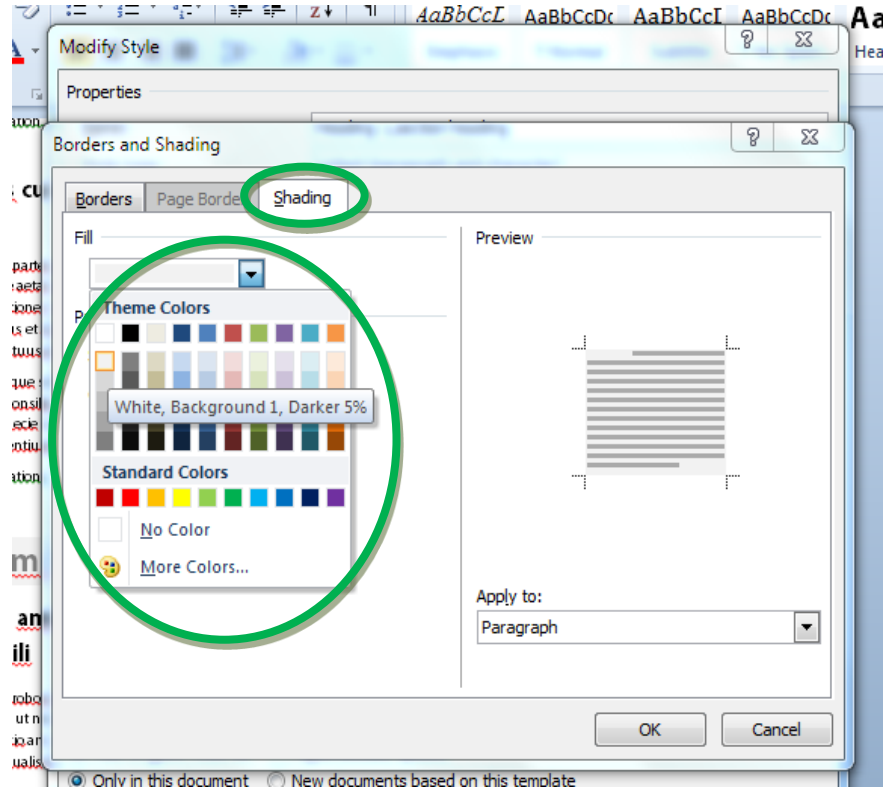 AaBbCcL AaBbCcDc AaBbCcI AaBbCcDc Aa
Modify Style
Hea
Properties
Borders and Shading
Borders Page Borde Shading
Fill
Preview
Theme Colors
White, Background 1, Darker 5%
Standard Colors
No Color
More Colors...
Apply to:
Paragraph
OK Cancel
Only in this document New documents based on this template